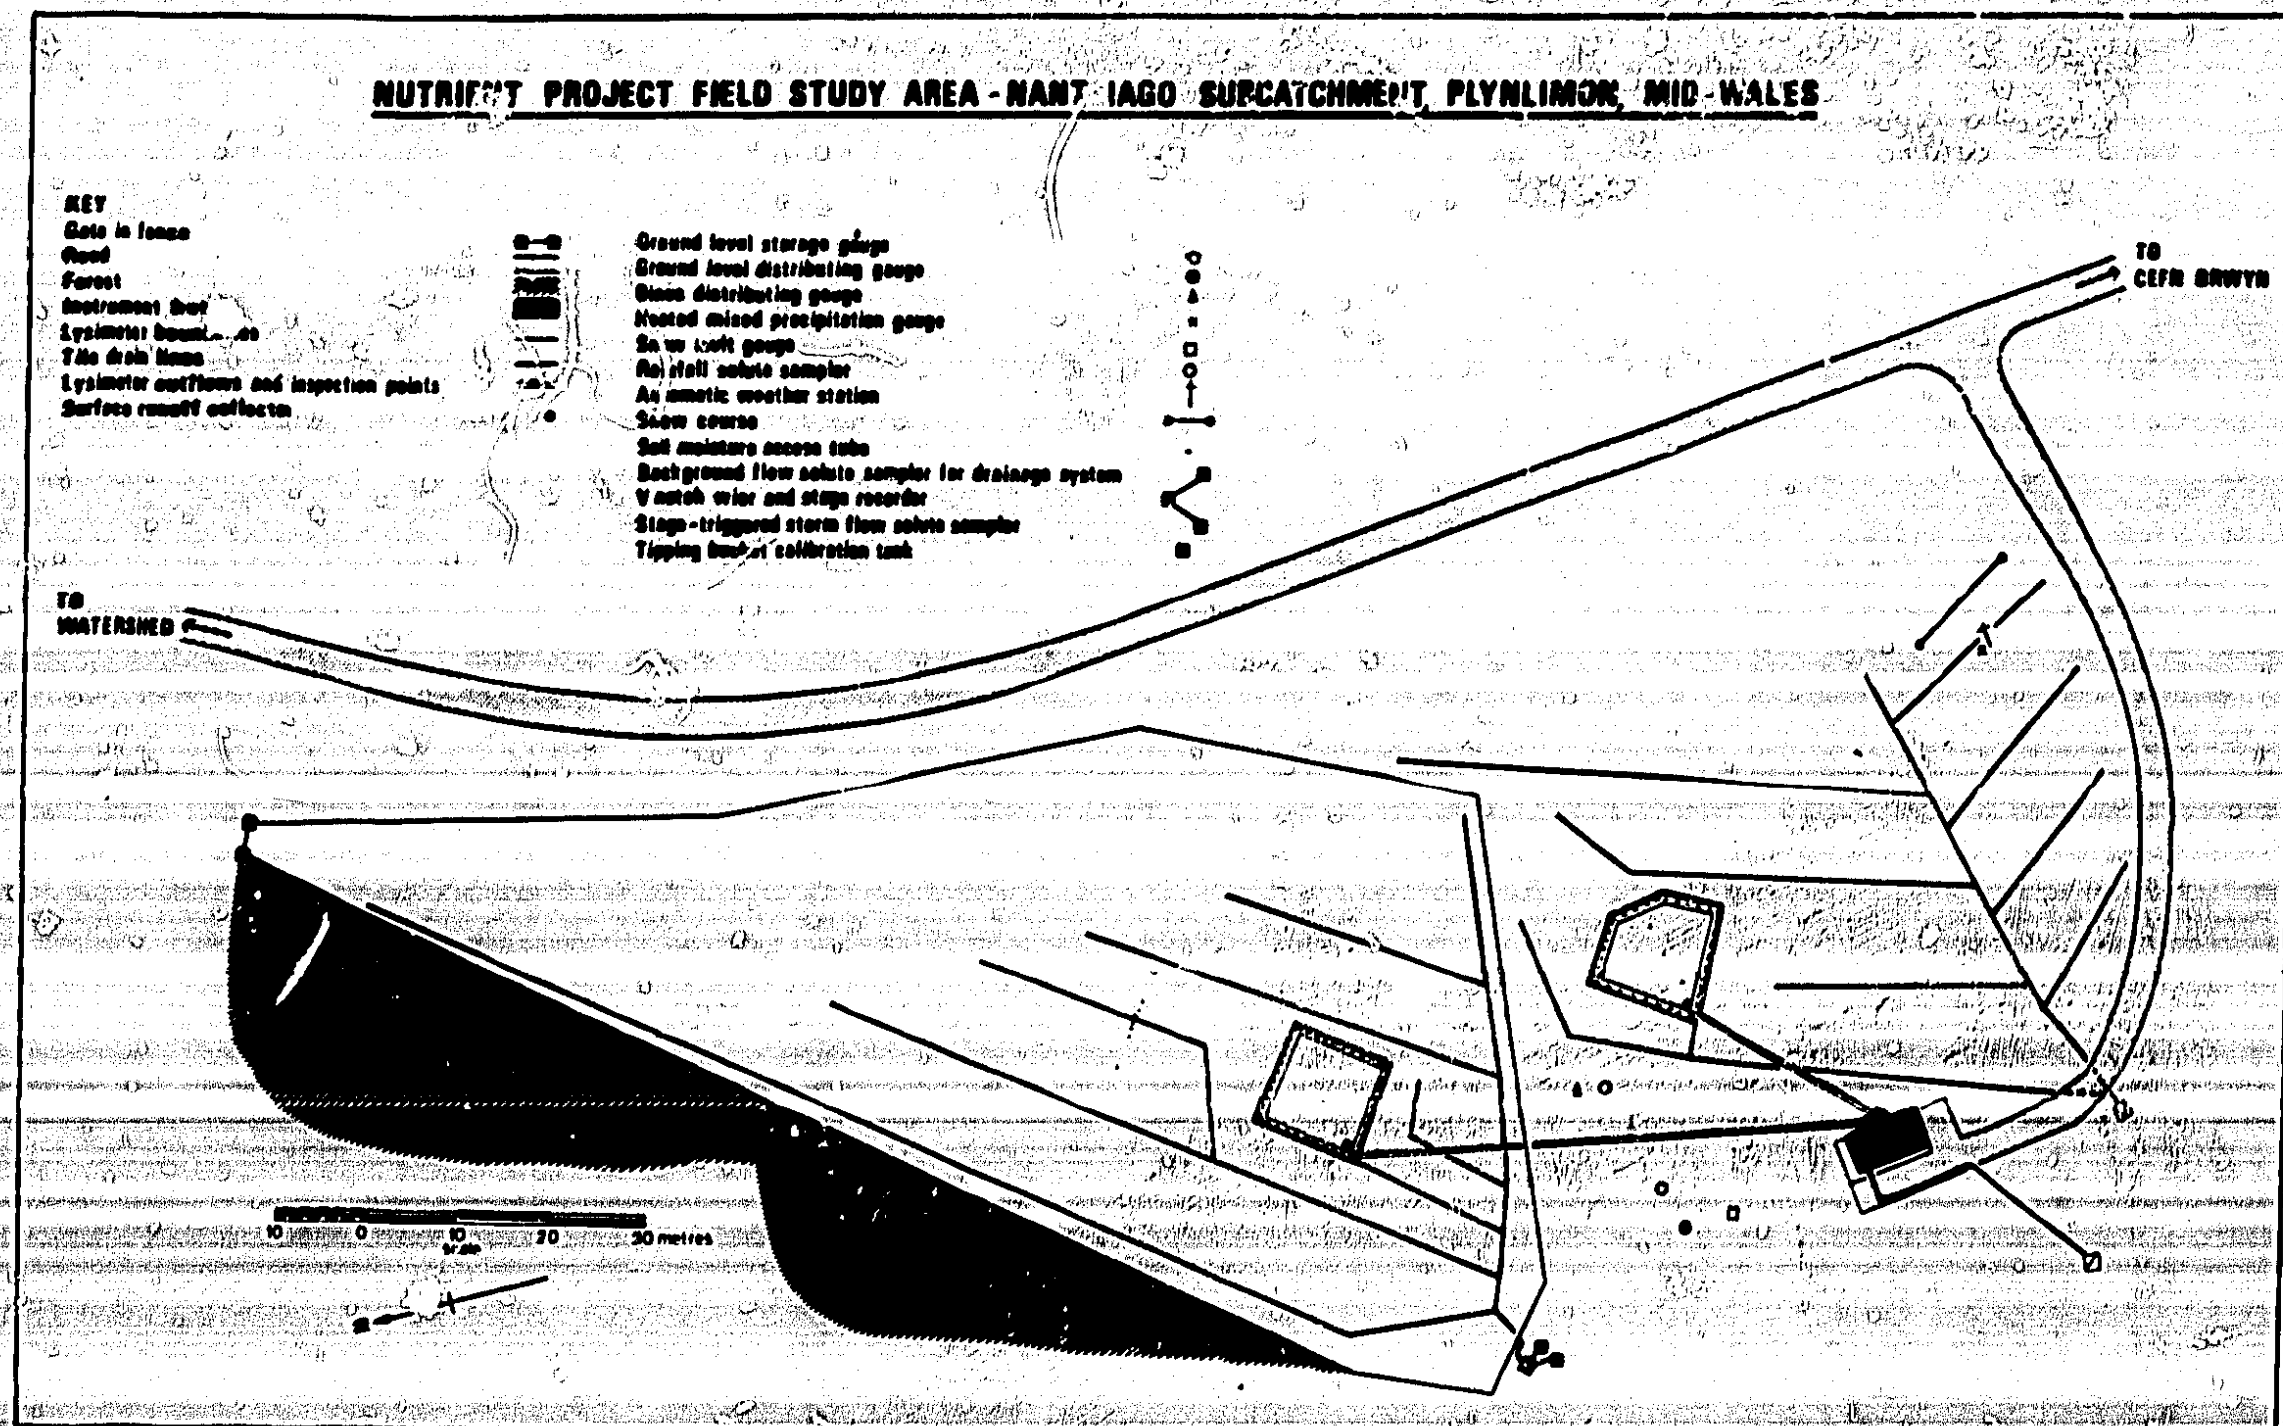 NUTRIENT PROJECT FIELD STUDY AREA - NANT IAGO SUBCATCHMENT, PLYNLIMON, MID-WALES
KEY
Gate in fence
Road
Forest
Instrument
Lysimeter
Tile drain lines
Lysimeter outflows and inspection points
Surface runoff collector
Ground level storage gauge
Ground level distributing gauge
Dines distributing gauge
Heated mixed precipitation gauge
Snow melt gauge
Rainfall solute sampler
Automatic weather station
Snow course
Soil moisture access tube
Background flow solute sampler for drainage system
V notch weir and stage recorder
Stage-triggered storm flow solute sampler
Tipping bucket calibration tank
TO
CEFN BRWYN
TO
WATERSHED
10 0 10 20 30 metres
scale